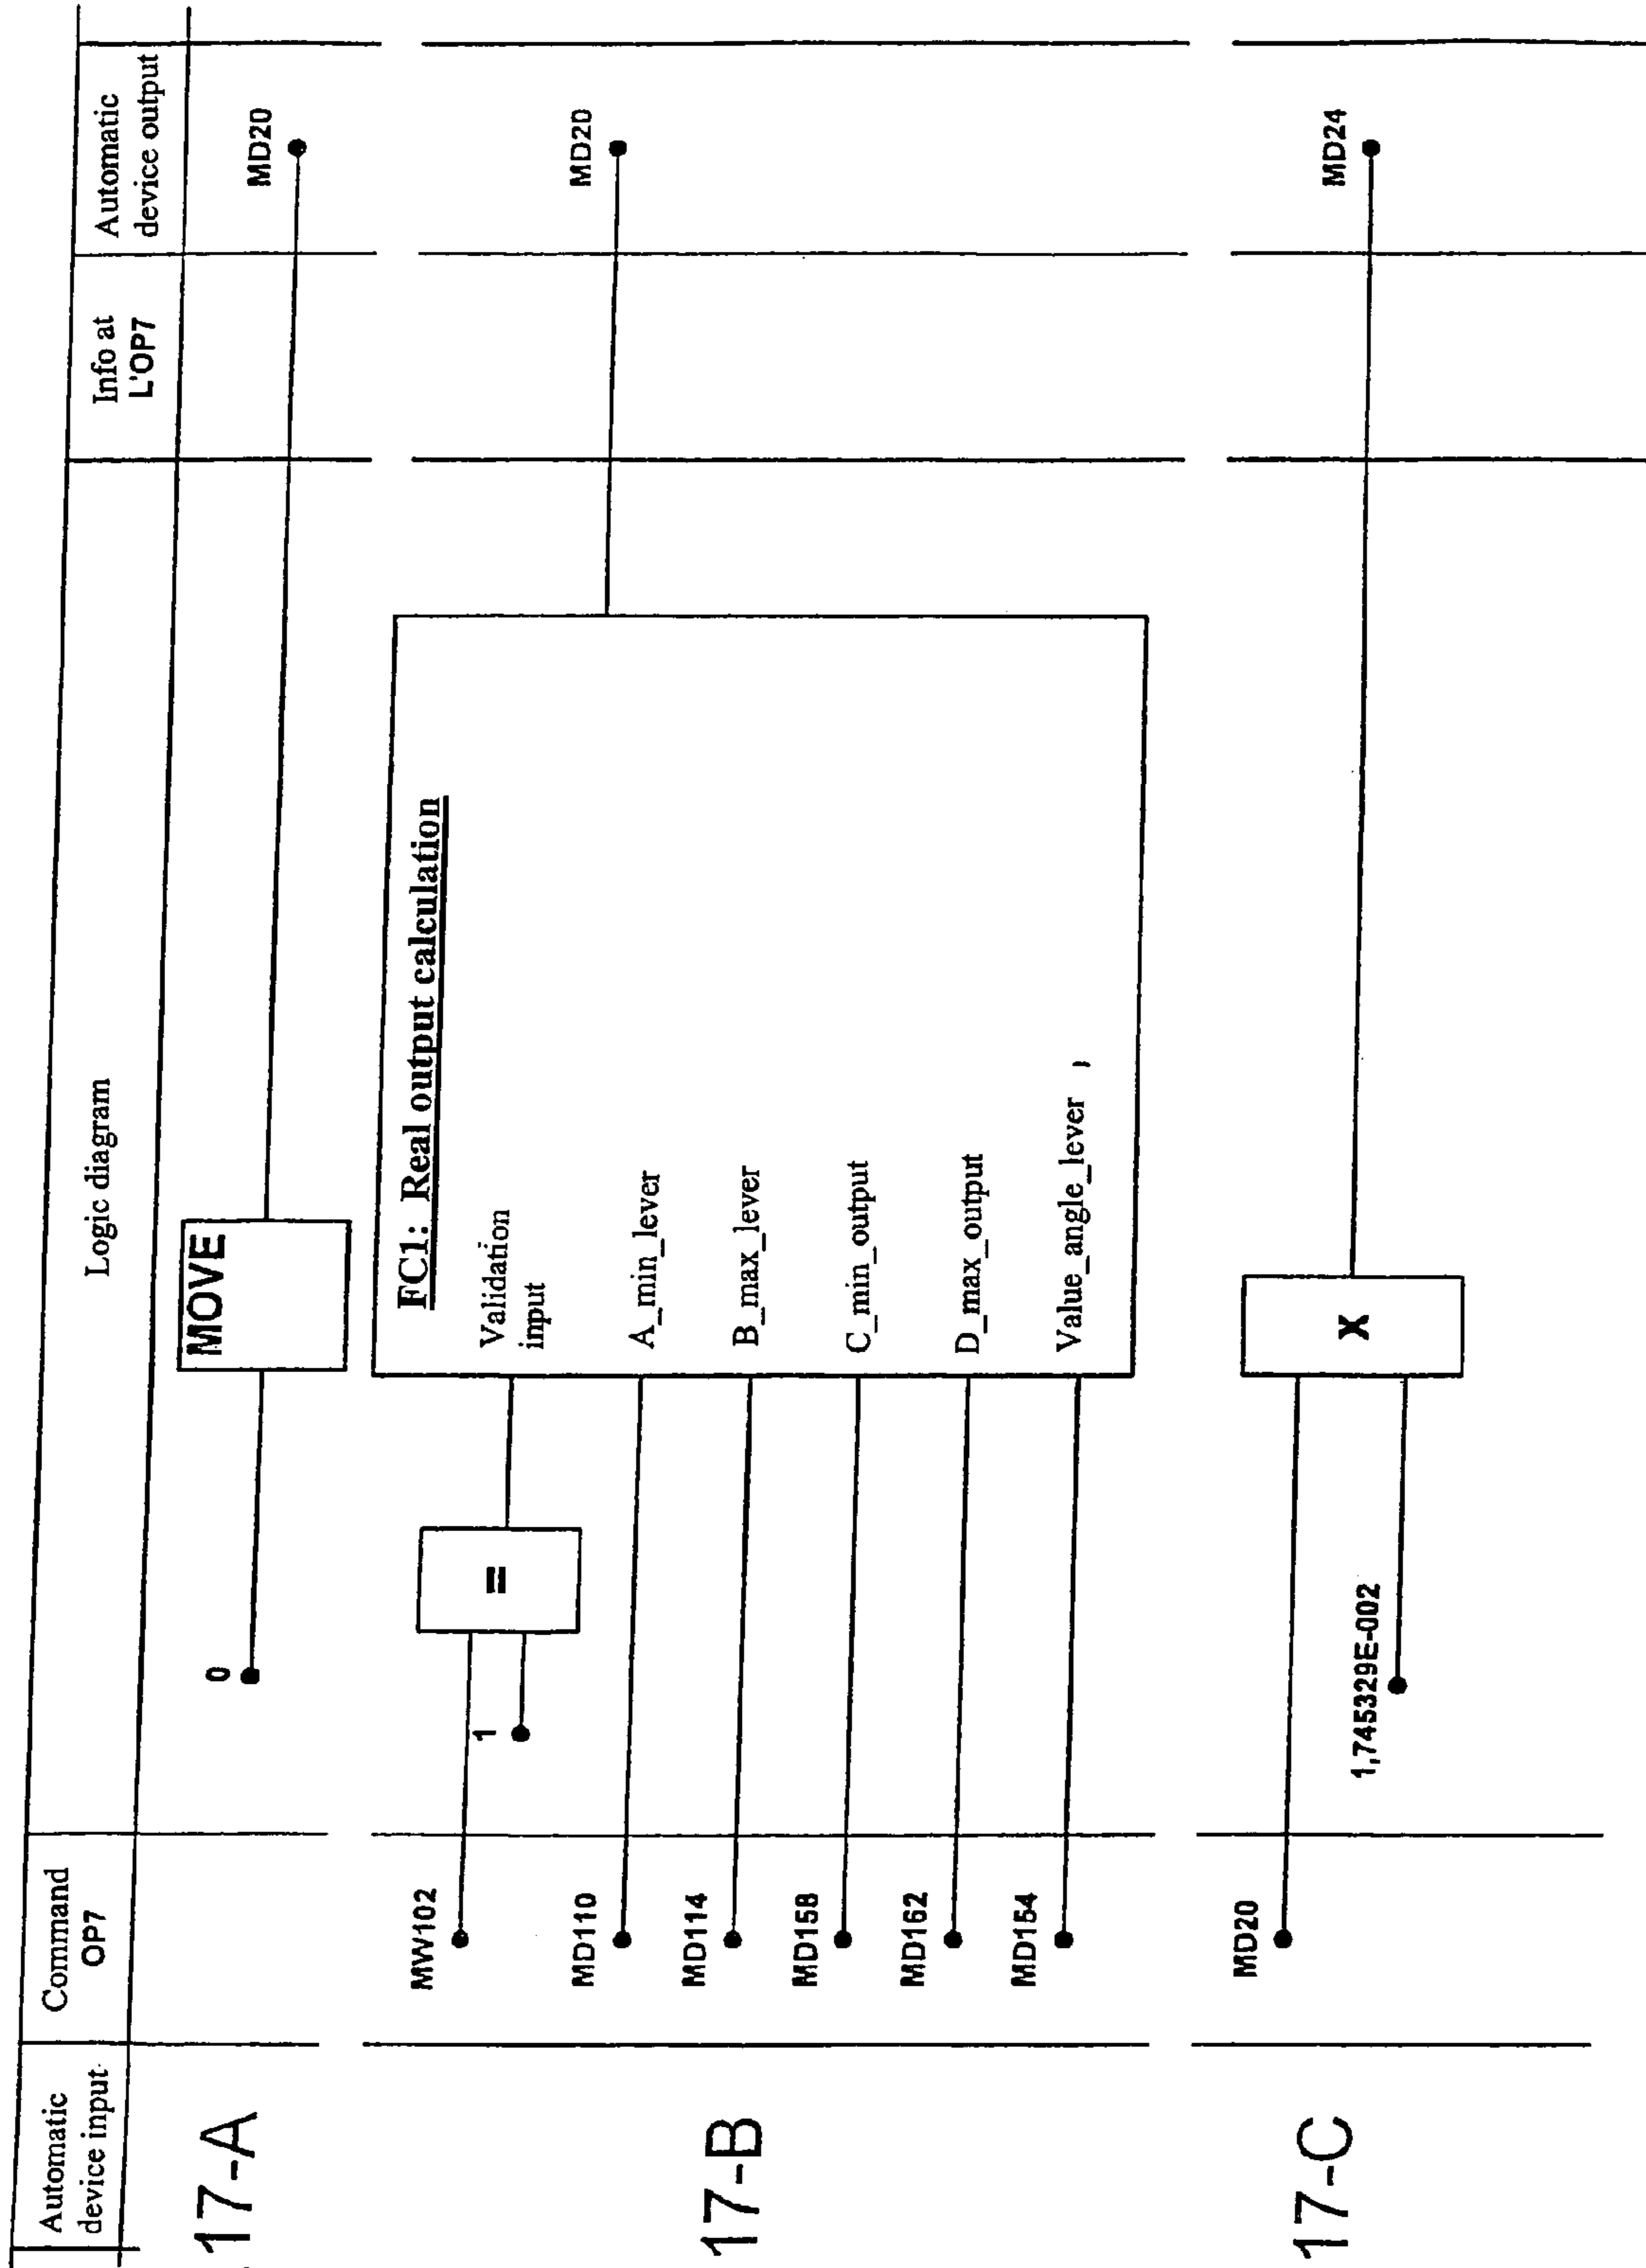 Automatic
device input
Command
OP7
Logic diagram
Info at
L'OP7
Automatic
device output
17-A
0
MOVE
MD20
17-B
MW102
1
=
MD110
MD114
MD158
MD162
MD154
FC1: Real output calculation
Validation
input
A_min_lever
B_max_lever
C_min_output
D_max_output
Value_angle_lever
MD20
17-C
MD20
1,745329E-002
X
MD24